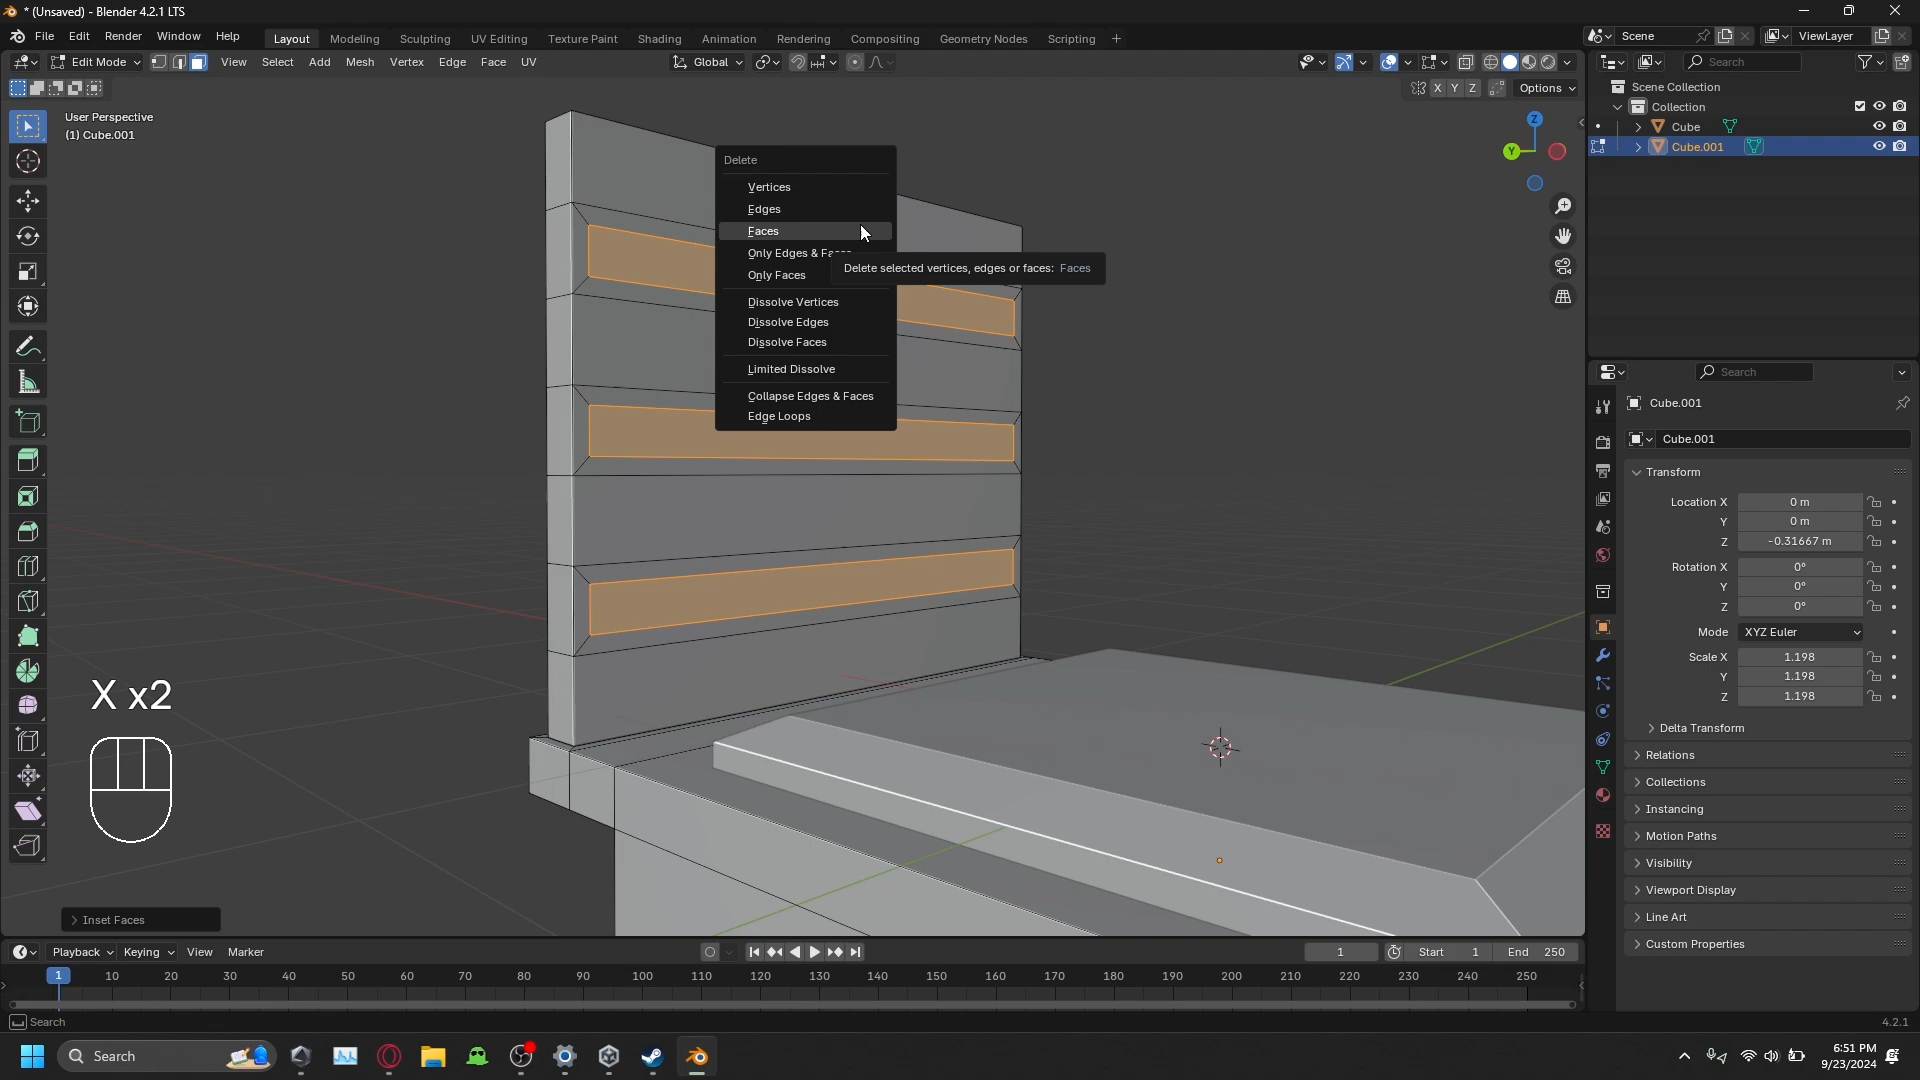 * (Unsaved) - Blender 4.2.1 LTS
File Edit Render Window Help Layout Modeling Sculpting UV Editing Texture Paint Shading Animation Rendering Compositing Geometry Nodes Scripting + Scene ViewLayer
Edit Mode View Select Add Mesh Vertex Edge Face UV Global Search
X Y Z Options
User Perspective
(1) Cube.001
Scene Collection
Collection
Cube
Cube.001
Z
Y
Delete
Vertices
Edges
Faces
Only Edges & Faces
Only Faces
Dissolve Vertices
Dissolve Edges
Dissolve Faces
Limited Dissolve
Collapse Edges & Faces
Edge Loops
Delete selected vertices, edges or faces: Faces
Search
Cube.001
Cube.001
Transform
Location X 0 m
Y 0 m
Z -0.31667 m
Rotation X 0°
Y 0°
Z 0°
Mode XYZ Euler
Scale X 1.198
Y 1.198
Z 1.198
Delta Transform
Relations
Collections
Instancing
Motion Paths
Visibility
Viewport Display
Line Art
Custom Properties
X x2
Inset Faces
Playback Keying View Marker 1 Start 1 End 250
1 10 20 30 40 50 60 70 80 90 100 110 120 130 140 150 160 170 180 190 200 210 220 230 240 250
Search 4.2.1
Search
6:51 PM
9/23/2024